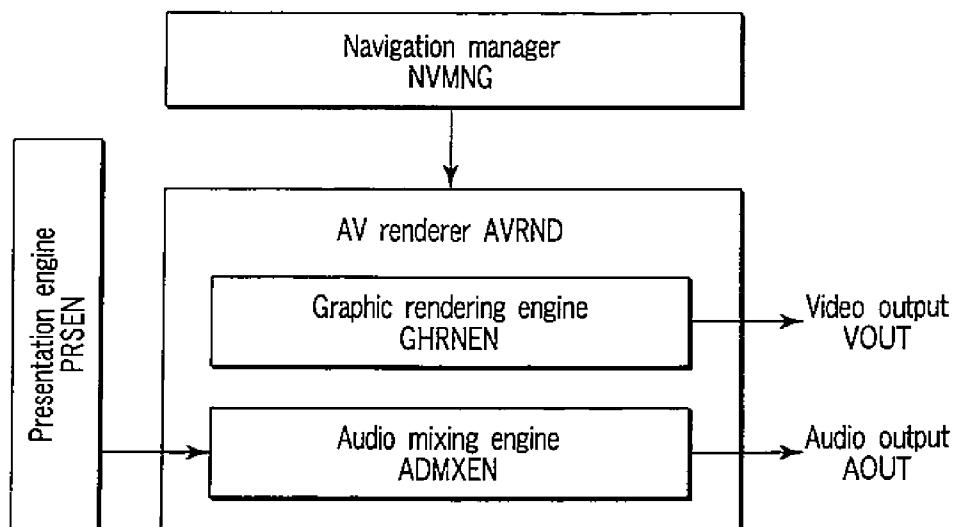 Navigation manager
NVMNG
Presentation engine
PRSEN
AV renderer AVRND
Graphic rendering engine
GHRNEN
Video output
VOUT
Audio mixing engine
ADMXEN
Audio output
AOUT